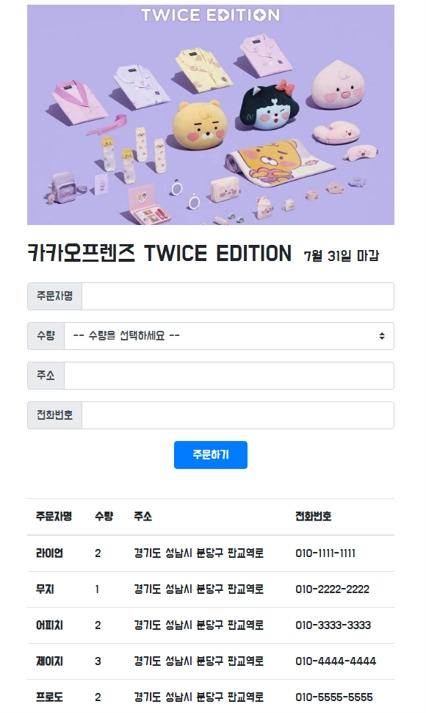 TWICE EDITION
카카오프렌즈 TWICE EDITION 7월 31일 마감
주문자명
수량 -- 수량을 선택하세요 --
주소
전화번호
주문하기
주문자명 수량 주소 전화번호
라이언 2 경기도 성남시 분당구 판교역로 010-1111-1111
무지 1 경기도 성남시 분당구 판교역로 010-2222-2222
어피치 2 경기도 성남시 분당구 판교역로 010-3333-3333
제이지 3 경기도 성남시 분당구 판교역로 010-4444-4444
프로도 2 경기도 성남시 분당구 판교역로 010-5555-5555